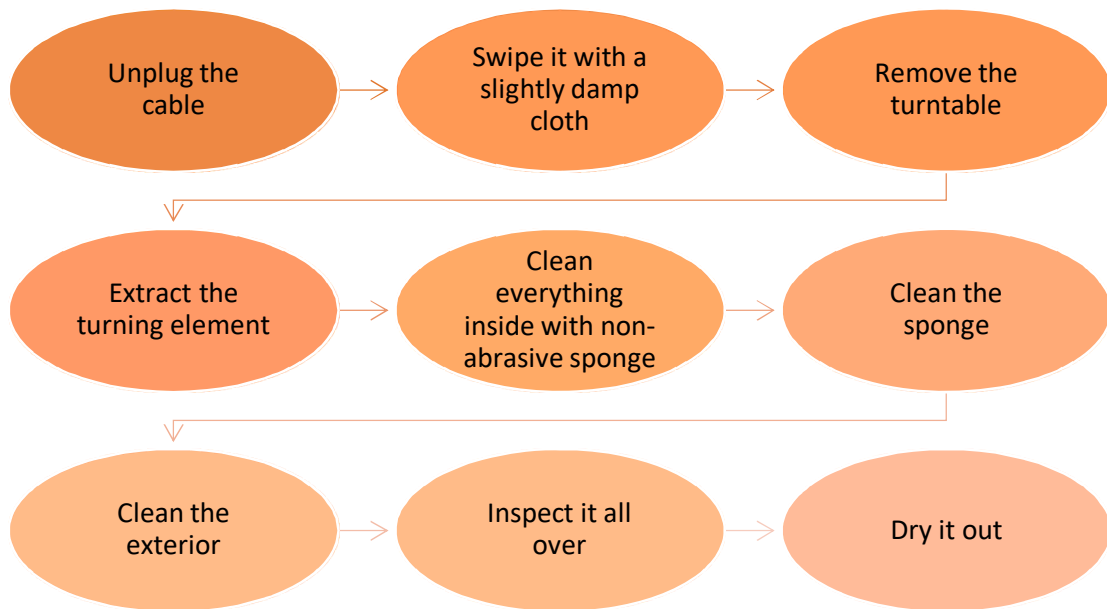 Unplug the
cable
Swipe it with a
slightly damp
cloth
Remove the
turntable
Extract the
turning element
Clean
everything
inside with non-
abrasive sponge
Clean the
sponge
Clean the
exterior
Inspect it all
over
Dry it out